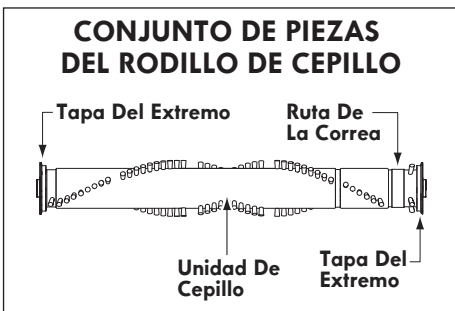 CONJUNTO DE PIEZAS
DEL RODILLO DE CEPILLO
Tapa Del Extremo
Ruta De
La Correa
Unidad De
Cepillo
Tapa Del
Extremo